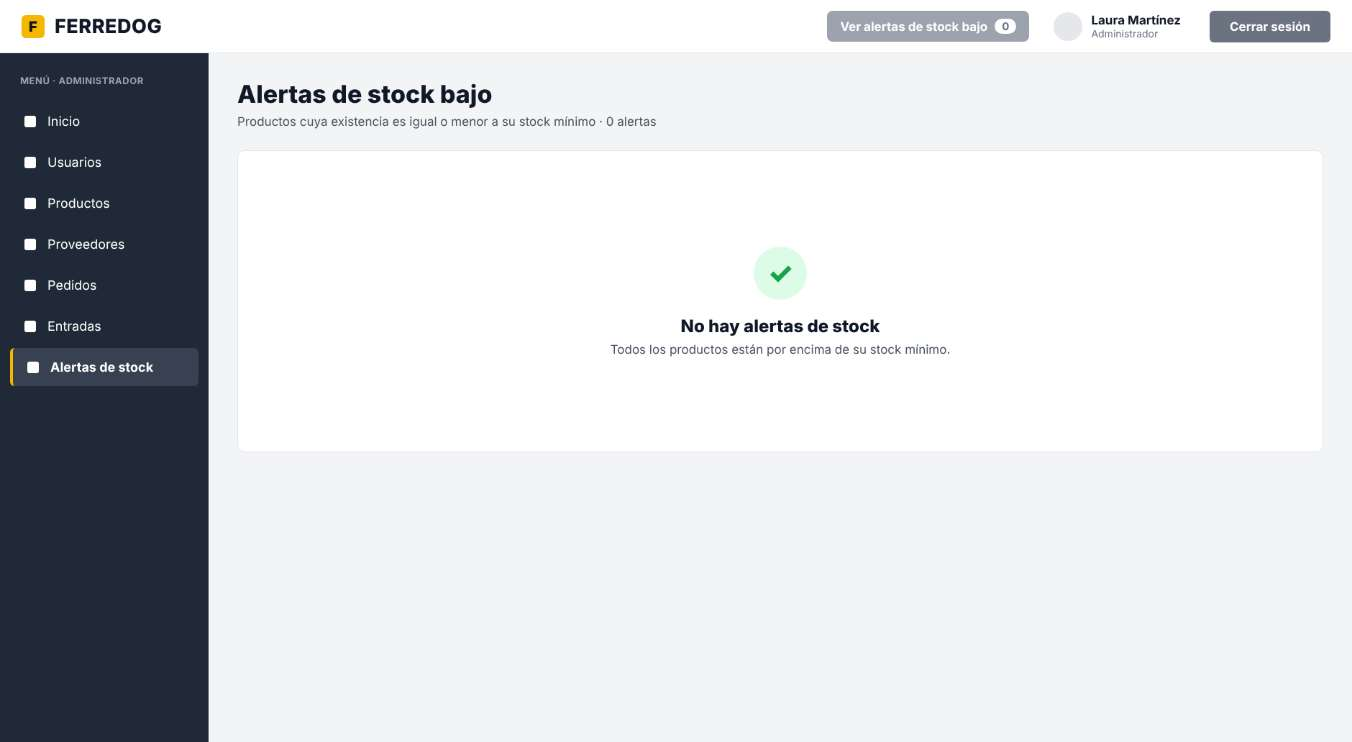 F FERREDOG
Ver alertas de stock bajo 0
Laura Martínez
Administrador
Cerrar sesión
MENÚ · ADMINISTRADOR
Inicio
Usuarios
Productos
Proveedores
Pedidos
Entradas
Alertas de stock
Alertas de stock bajo
Productos cuya existencia es igual o menor a su stock mínimo · 0 alertas
No hay alertas de stock
Todos los productos están por encima de su stock mínimo.